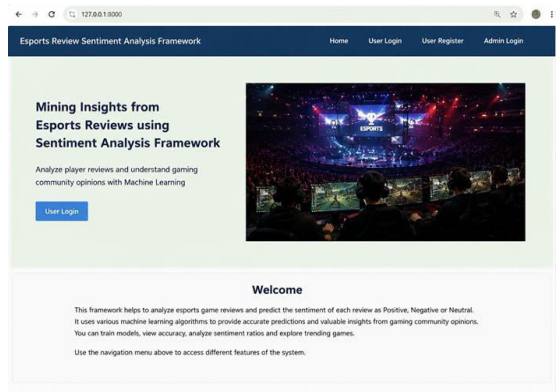 127.0.0.1:8000
Esports Review Sentiment Analysis Framework
Home User Login User Register Admin Login
Mining Insights from
Esports Reviews using
Sentiment Analysis Framework
ESPORTS
Analyze player reviews and understand gaming
community opinions with Machine Learning
User Login
Welcome
This framework helps to analyze esports game reviews and predict the sentiment of each review as Positive, Negative or Neutral.
It uses various machine learning algorithms to provide accurate predictions and valuable insights from gaming community opinions.
You can train models, view accuracy, analyze sentiment ratios and explore trending games.
Use the navigation menu above to access different features of the system.